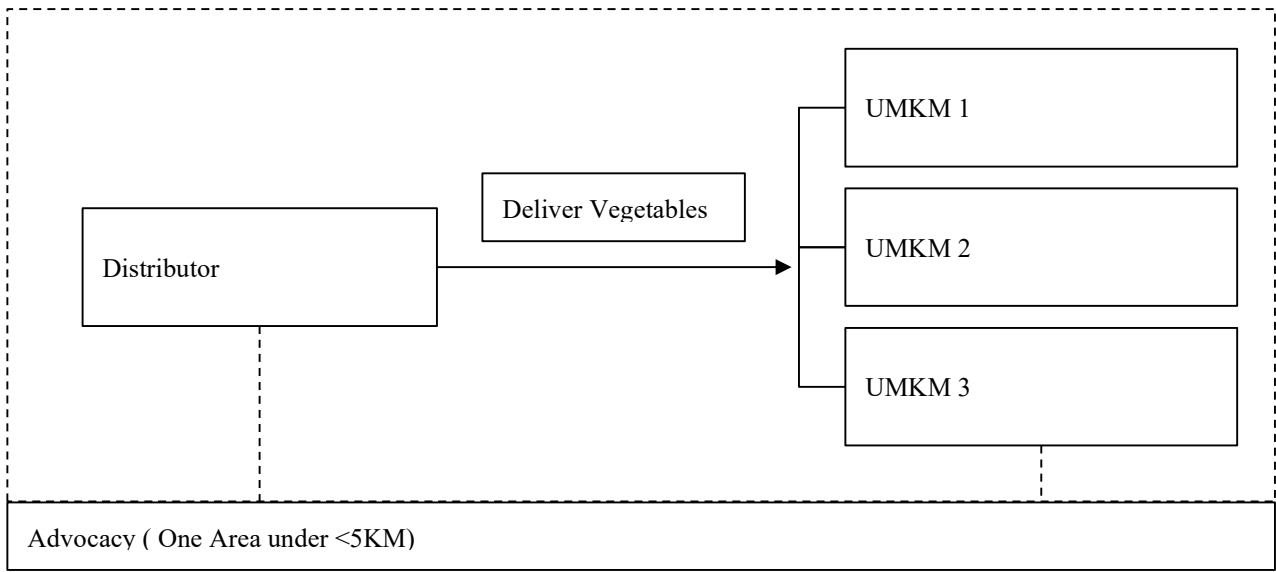 UMKM 1
Deliver Vegetables
UMKM 2
Distributor
UMKM 3
Advocacy ( One Area under <5KM)